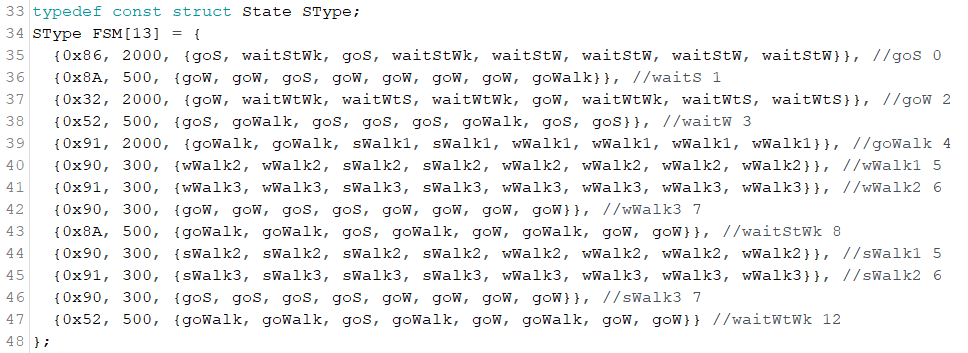 33 typedef const struct State SType;
34 SType FSM[13] = {
35 {0x86, 2000, {goS, waitStWk, goS, waitStWk, waitStW, waitStW, waitStW, waitStW}}, //goS 0
36 {0x8A, 500, {goW, goW, goS, goW, goW, goW, goW, goWalk}}, //waitS 1
37 {0x32, 2000, {goW, waitWtWk, waitWtS, waitWtWk, goW, waitWtWk, waitWtS, waitWtS}}, //goW 2
38 {0x52, 500, {goS, goWalk, goS, goS, goS, goWalk, goS, goS}}, //waitW 3
39 {0x91, 2000, {goWalk, goWalk, sWalk1, sWalk1, wWalk1, wWalk1, wWalk1, wWalk1}}, //goWalk 4
40 {0x90, 300, {wWalk2, wWalk2, sWalk2, sWalk2, wWalk2, wWalk2, wWalk2, wWalk2}}, //wWalk1 5
41 {0x91, 300, {wWalk3, wWalk3, sWalk3, sWalk3, wWalk3, wWalk3, wWalk3, wWalk3}}, //wWalk2 6
42 {0x90, 300, {goW, goW, goS, goS, goW, goW, goW, goW}}, //wWalk3 7
43 {0x8A, 500, {goWalk, goWalk, goS, goWalk, goW, goWalk, goW, goW}}, //waitStWk 8
44 {0x90, 300, {sWalk2, sWalk2, sWalk2, sWalk2, wWalk2, wWalk2, wWalk2, wWalk2}}, //sWalk1 5
45 {0x91, 300, {sWalk3, sWalk3, sWalk3, sWalk3, wWalk3, wWalk3, wWalk3, wWalk3}}, //sWalk2 6
46 {0x90, 300, {goS, goS, goS, goS, goW, goW, goW, goW}}, //sWalk3 7
47 {0x52, 500, {goWalk, goWalk, goS, goWalk, goW, goWalk, goW, goW}} //waitWtWk 12
48 };